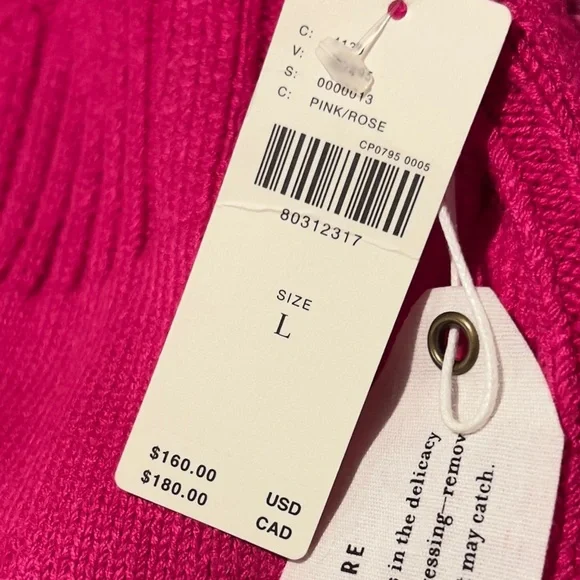 C:
V:
S: 0000013
C: PINK/ROSE
CP0795 0005
80312317
SIZE
L
$160.00 USD
$180.00 CAD
RE
in the delicacy
essing—remov
may catch.